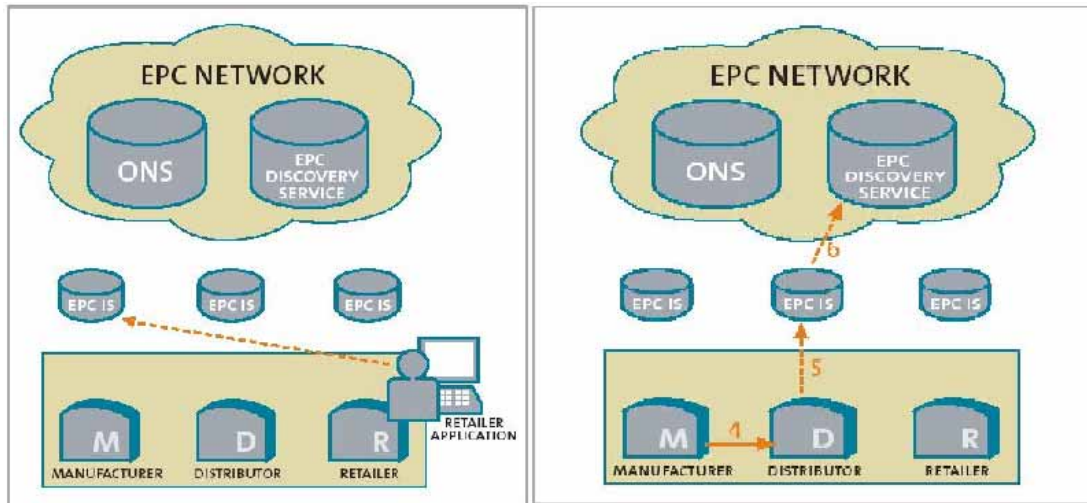 EPC NETWORK
ONS
EPC
DISCOVERY
SERVICE
EPC IS
EPC IS
EPC IS
M
D
R
RETAILER
APPLICATION
MANUFACTURER
DISTRIBUTOR
RETAILER
EPC NETWORK
ONS
EPC
DISCOVERY
SERVICE
6
EPC IS
EPC IS
EPC IS
5
M
4
D
R
MANUFACTURER
DISTRIBUTOR
RETAILER